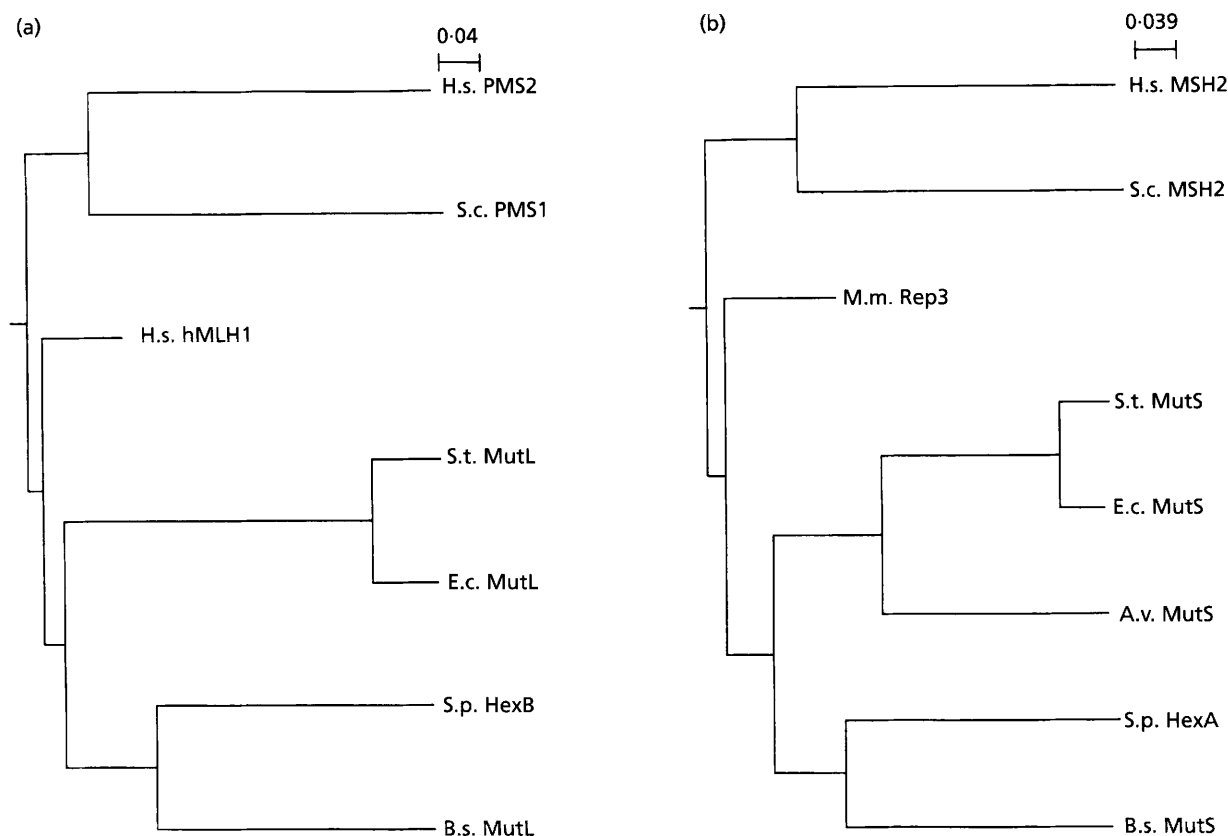 (a)
0·04
H.s. PMS2
S.c. PMS1
H.s. hMLH1
S.t. MutL
E.c. MutL
S.p. HexB
B.s. MutL
(b)
0·039
H.s. MSH2
S.c. MSH2
M.m. Rep3
S.t. MutS
E.c. MutS
A.v. MutS
S.p. HexA
B.s. MutS